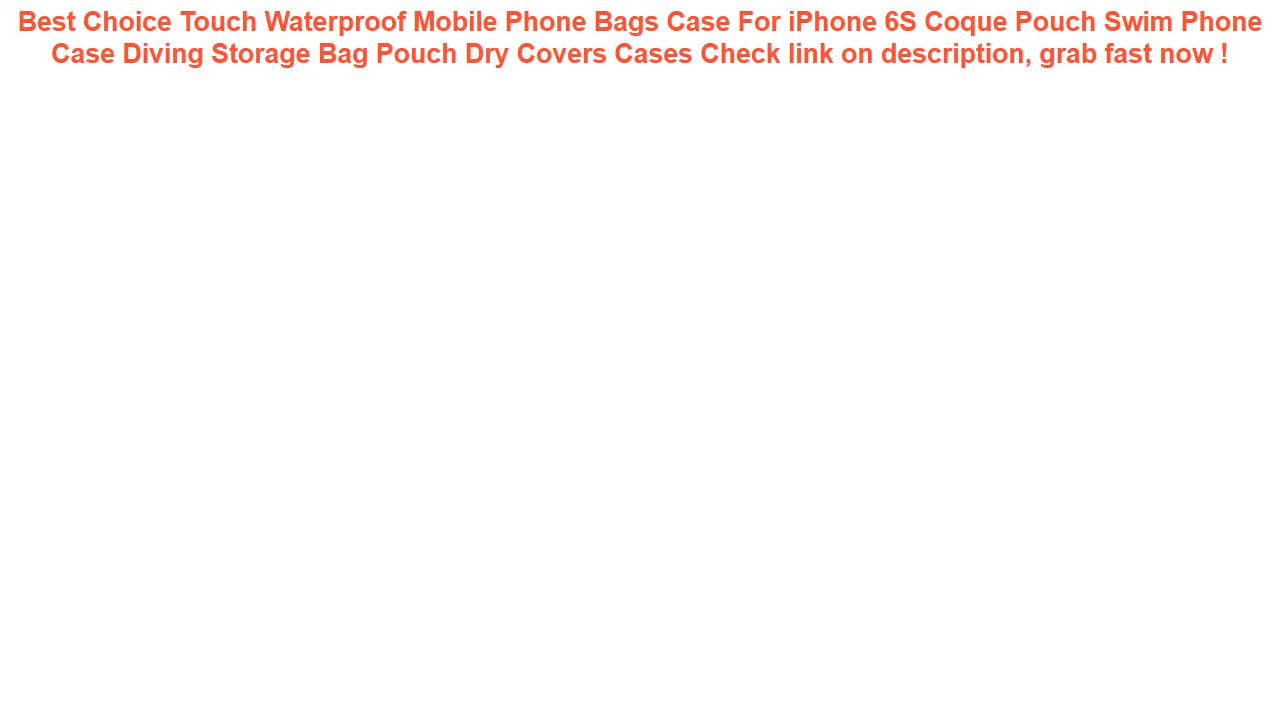 Best Choice Touch Waterproof Mobile Phone Bags Case For iPhone 6S Coque Pouch Swim Phone
Case Diving Storage Bag Pouch Dry Covers Cases Check link on description, grab fast now !